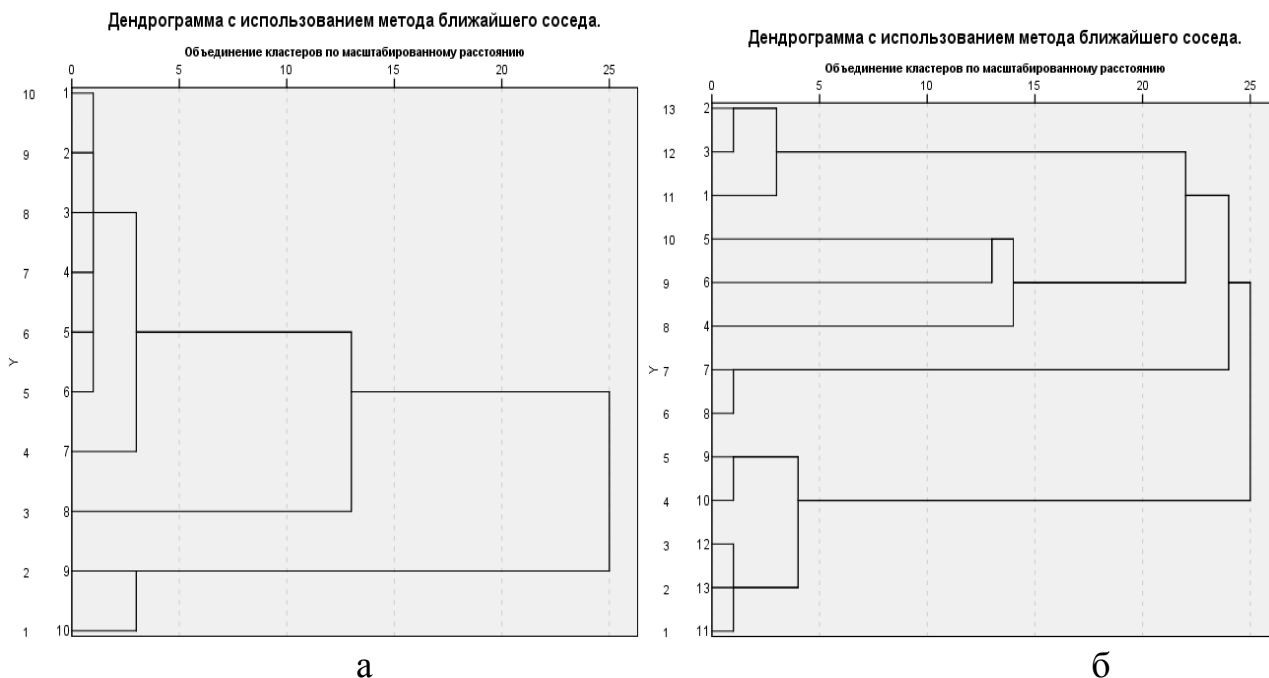 Дендрограмма с использованием метода ближайшего соседа.
Объединение кластеров по масштабированному расстоянию
0 5 10 15 20 25
10 1
9 2
8 3
7 4
6 5
Y
5 6
4 7
3 8
2 9
1 10
а
Дендрограмма с использованием метода ближайшего соседа.
Объединение кластеров по масштабированному расстоянию
0 5 10 15 20 25
13 2
12 3
11 1
10 5
9 6
8 4
Y
7 7
6 8
5 9
4 10
3 12
2 13
1 11
б